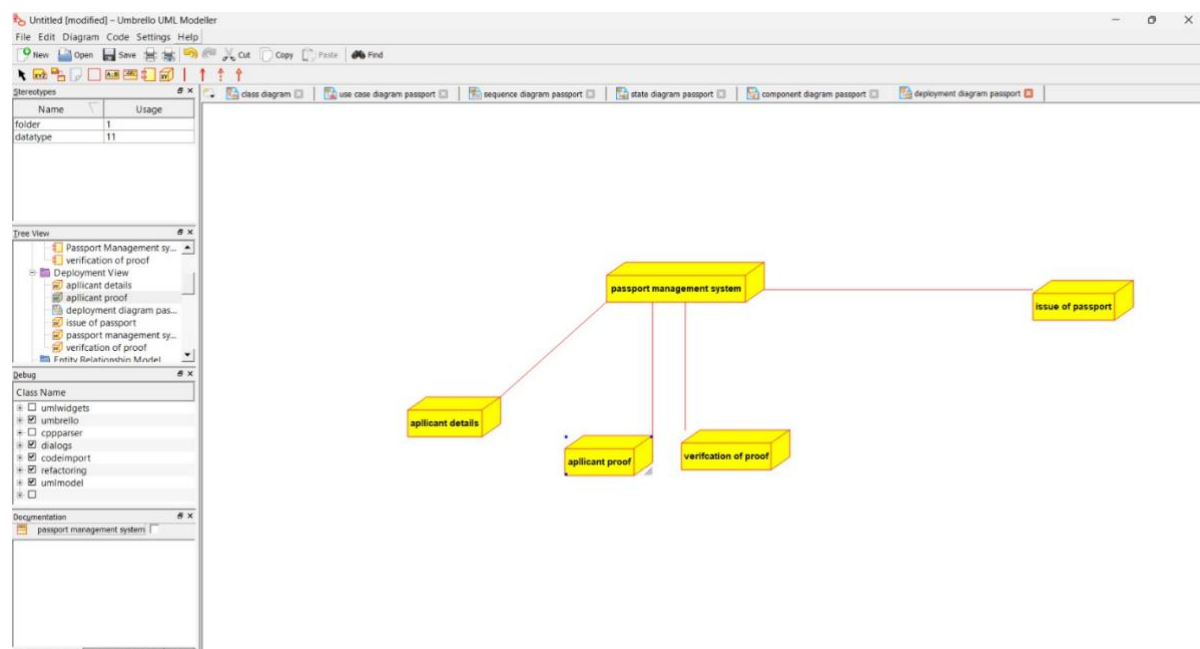 Untitled [modified] – Umbrello UML Modeller
File Edit Diagram Code Settings Help
New Open Save Cut Copy Paste Find
Stereotypes
Name Usage
folder 1
datatype 11
class diagram use case diagram passport sequence diagram passport state diagram passport component diagram passport deployment diagram passport
Tree View
Passport Management sy...
verification of proof
Deployment View
apllicant details
apllicant proof
deployment diagram pas...
issue of passport
passport management sy...
verifcation of proof
Entity Relationship Model
Debug
Class Name
umlwidgets
umbrello
cppparser
dialogs
codeimport
refactoring
umlmodel
Documentation
passport management system
passport management system
issue of passport
apllicant details
apllicant proof
verifcation of proof